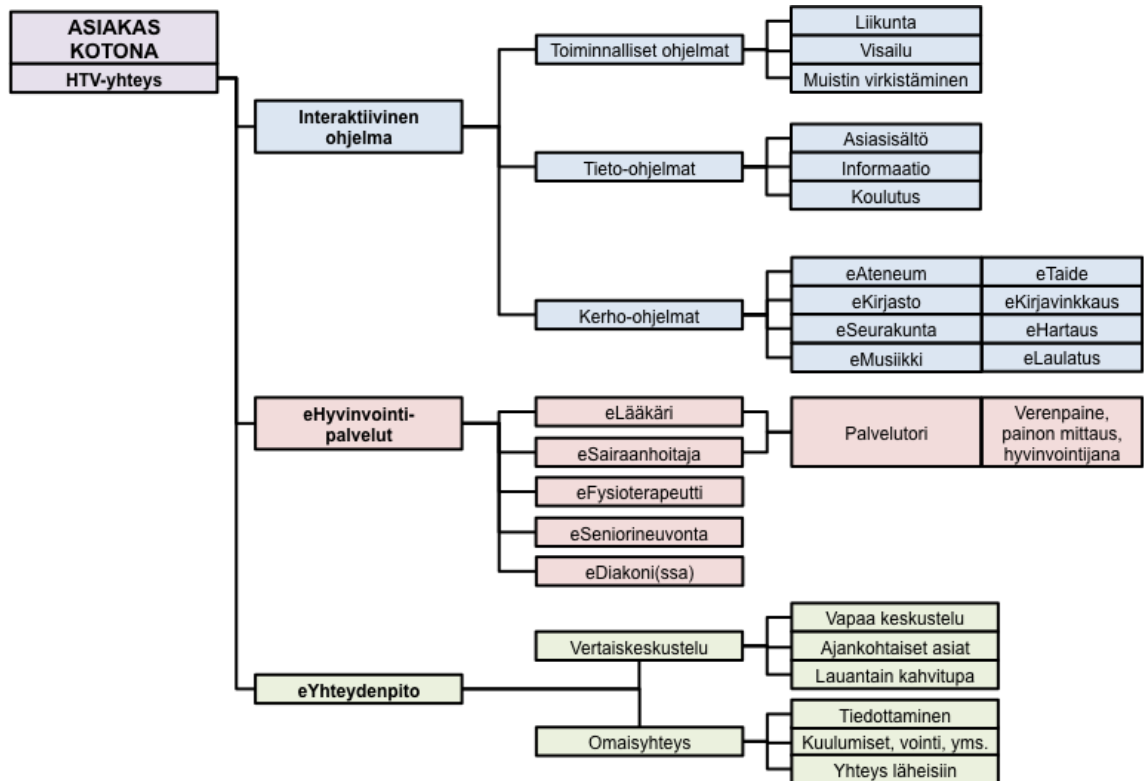 ASIAKAS
KOTONA
HTV-yhteys
Interaktiivinen
ohjelma
Toiminnalliset ohjelmat
Liikunta
Visailu
Muistin virkistäminen
Tieto-ohjelmat
Asiasisältö
Informaatio
Koulutus
Kerho-ohjelmat
eAteneum
eTaide
eKirjasto
eKirjavinkkaus
eSeurakunta
eHartaus
eMusiikki
eLaulatus
eHyvinvointi-
palvelut
eLääkäri
eSairaanhoitaja
eFysioterapeutti
eSeniorineuvonta
eDiakoni(ssa)
Palvelutori
Verenpaine,
painon mittaus,
hyvinvointijana
eYhteydenpito
Vertaiskeskustelu
Vapaa keskustelu
Ajankohtaiset asiat
Lauantain kahvitupa
Omaisyhteys
Tiedottaminen
Kuulumiset, vointi, yms.
Yhteys läheisiin